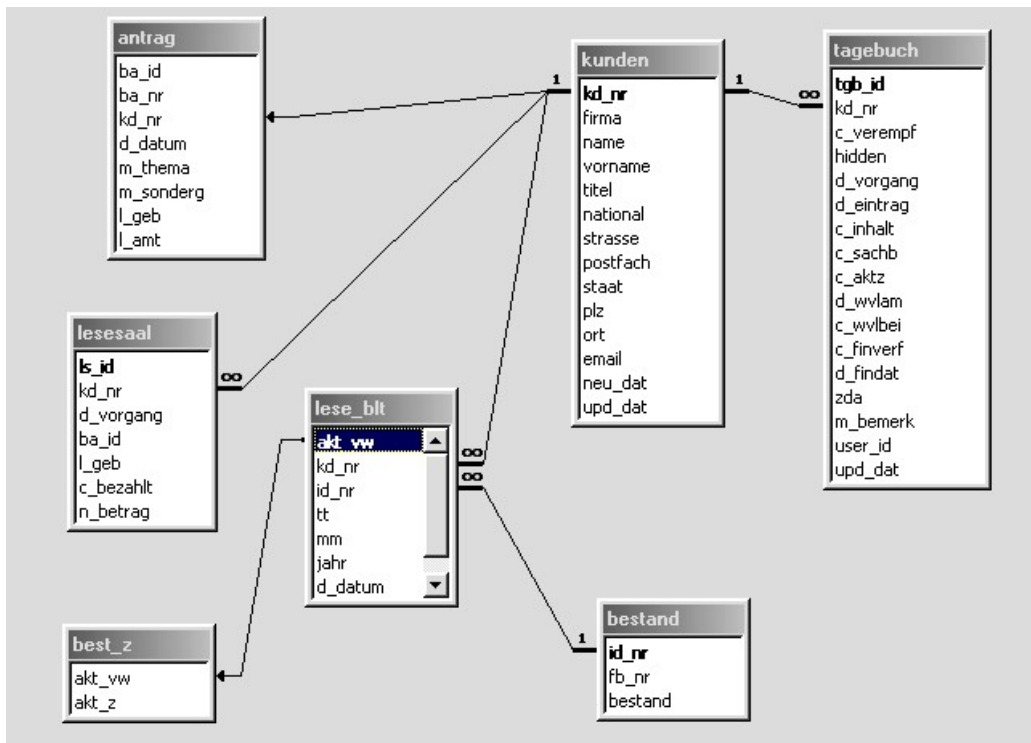 antrag
ba_id
ba_nr
kd_nr
d_datum
m_thema
m_sonderg
l_geb
l_amt
kunden
kd_nr
firma
name
vorname
titel
national
strasse
postfach
staat
plz
ort
email
neu_dat
upd_dat
1
1
∞
tagebuch
tgb_id
kd_nr
c_verempf
hidden
d_vorgang
d_eintrag
c_inhalt
c_sachb
c_aktz
d_wvlam
c_wvlbei
c_finverf
d_findat
zda
m_bemerk
user_id
upd_dat
lesesaal
ls_id
kd_nr
d_vorgang
ba_id
l_geb
c_bezahlt
n_betrag
∞
lese_blt
akt_vw
kd_nr
id_nr
tt
mm
jahr
d_datum
∞
∞
best_z
akt_vw
akt_z
1
bestand
id_nr
fb_nr
bestand